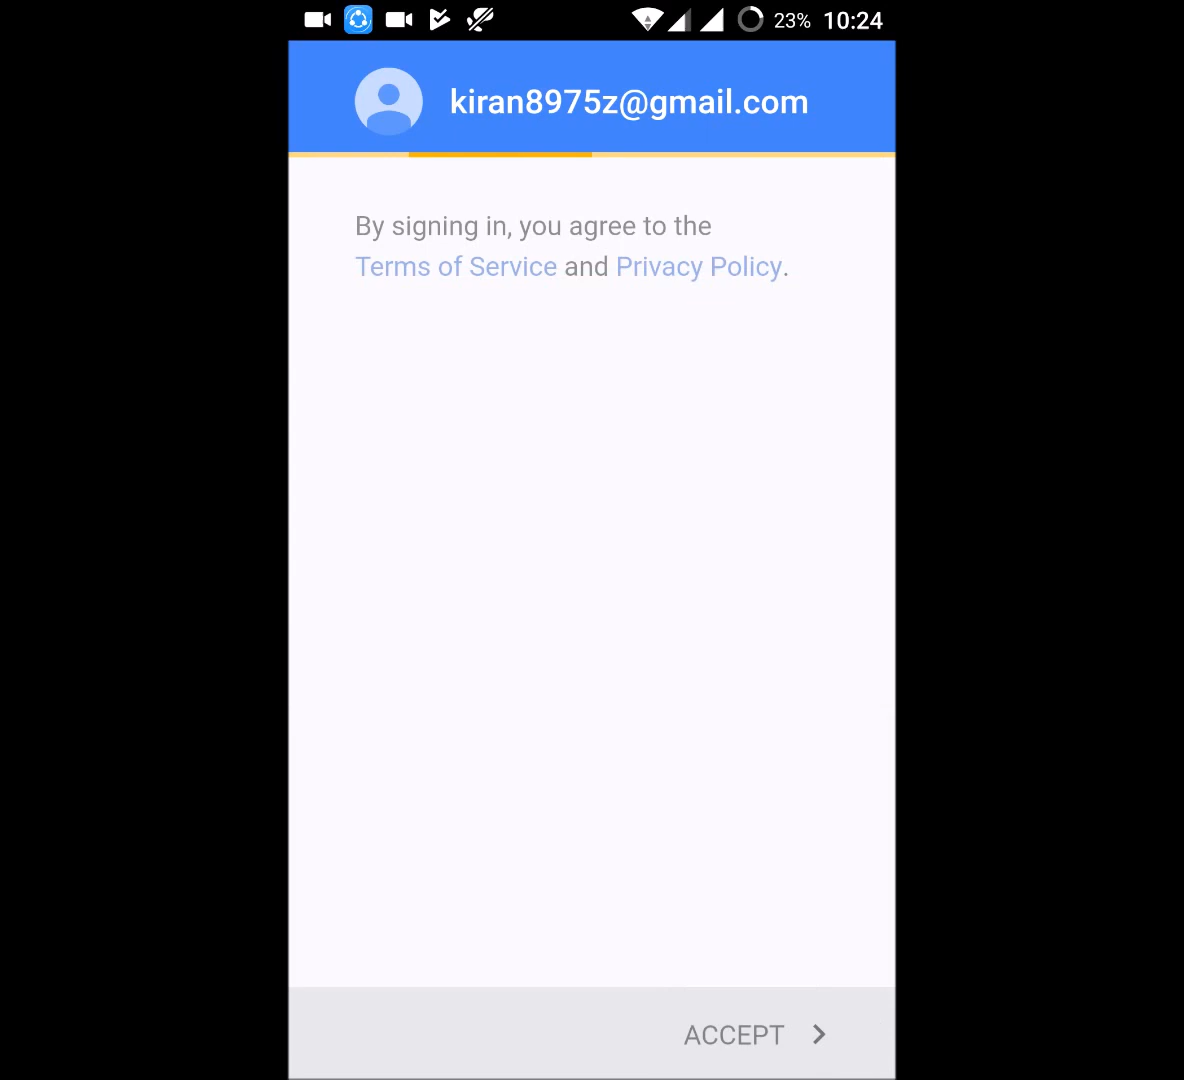 23% 10:24
kiran8975z@gmail.com
By signing in, you agree to the
Terms of Service and Privacy Policy.
ACCEPT